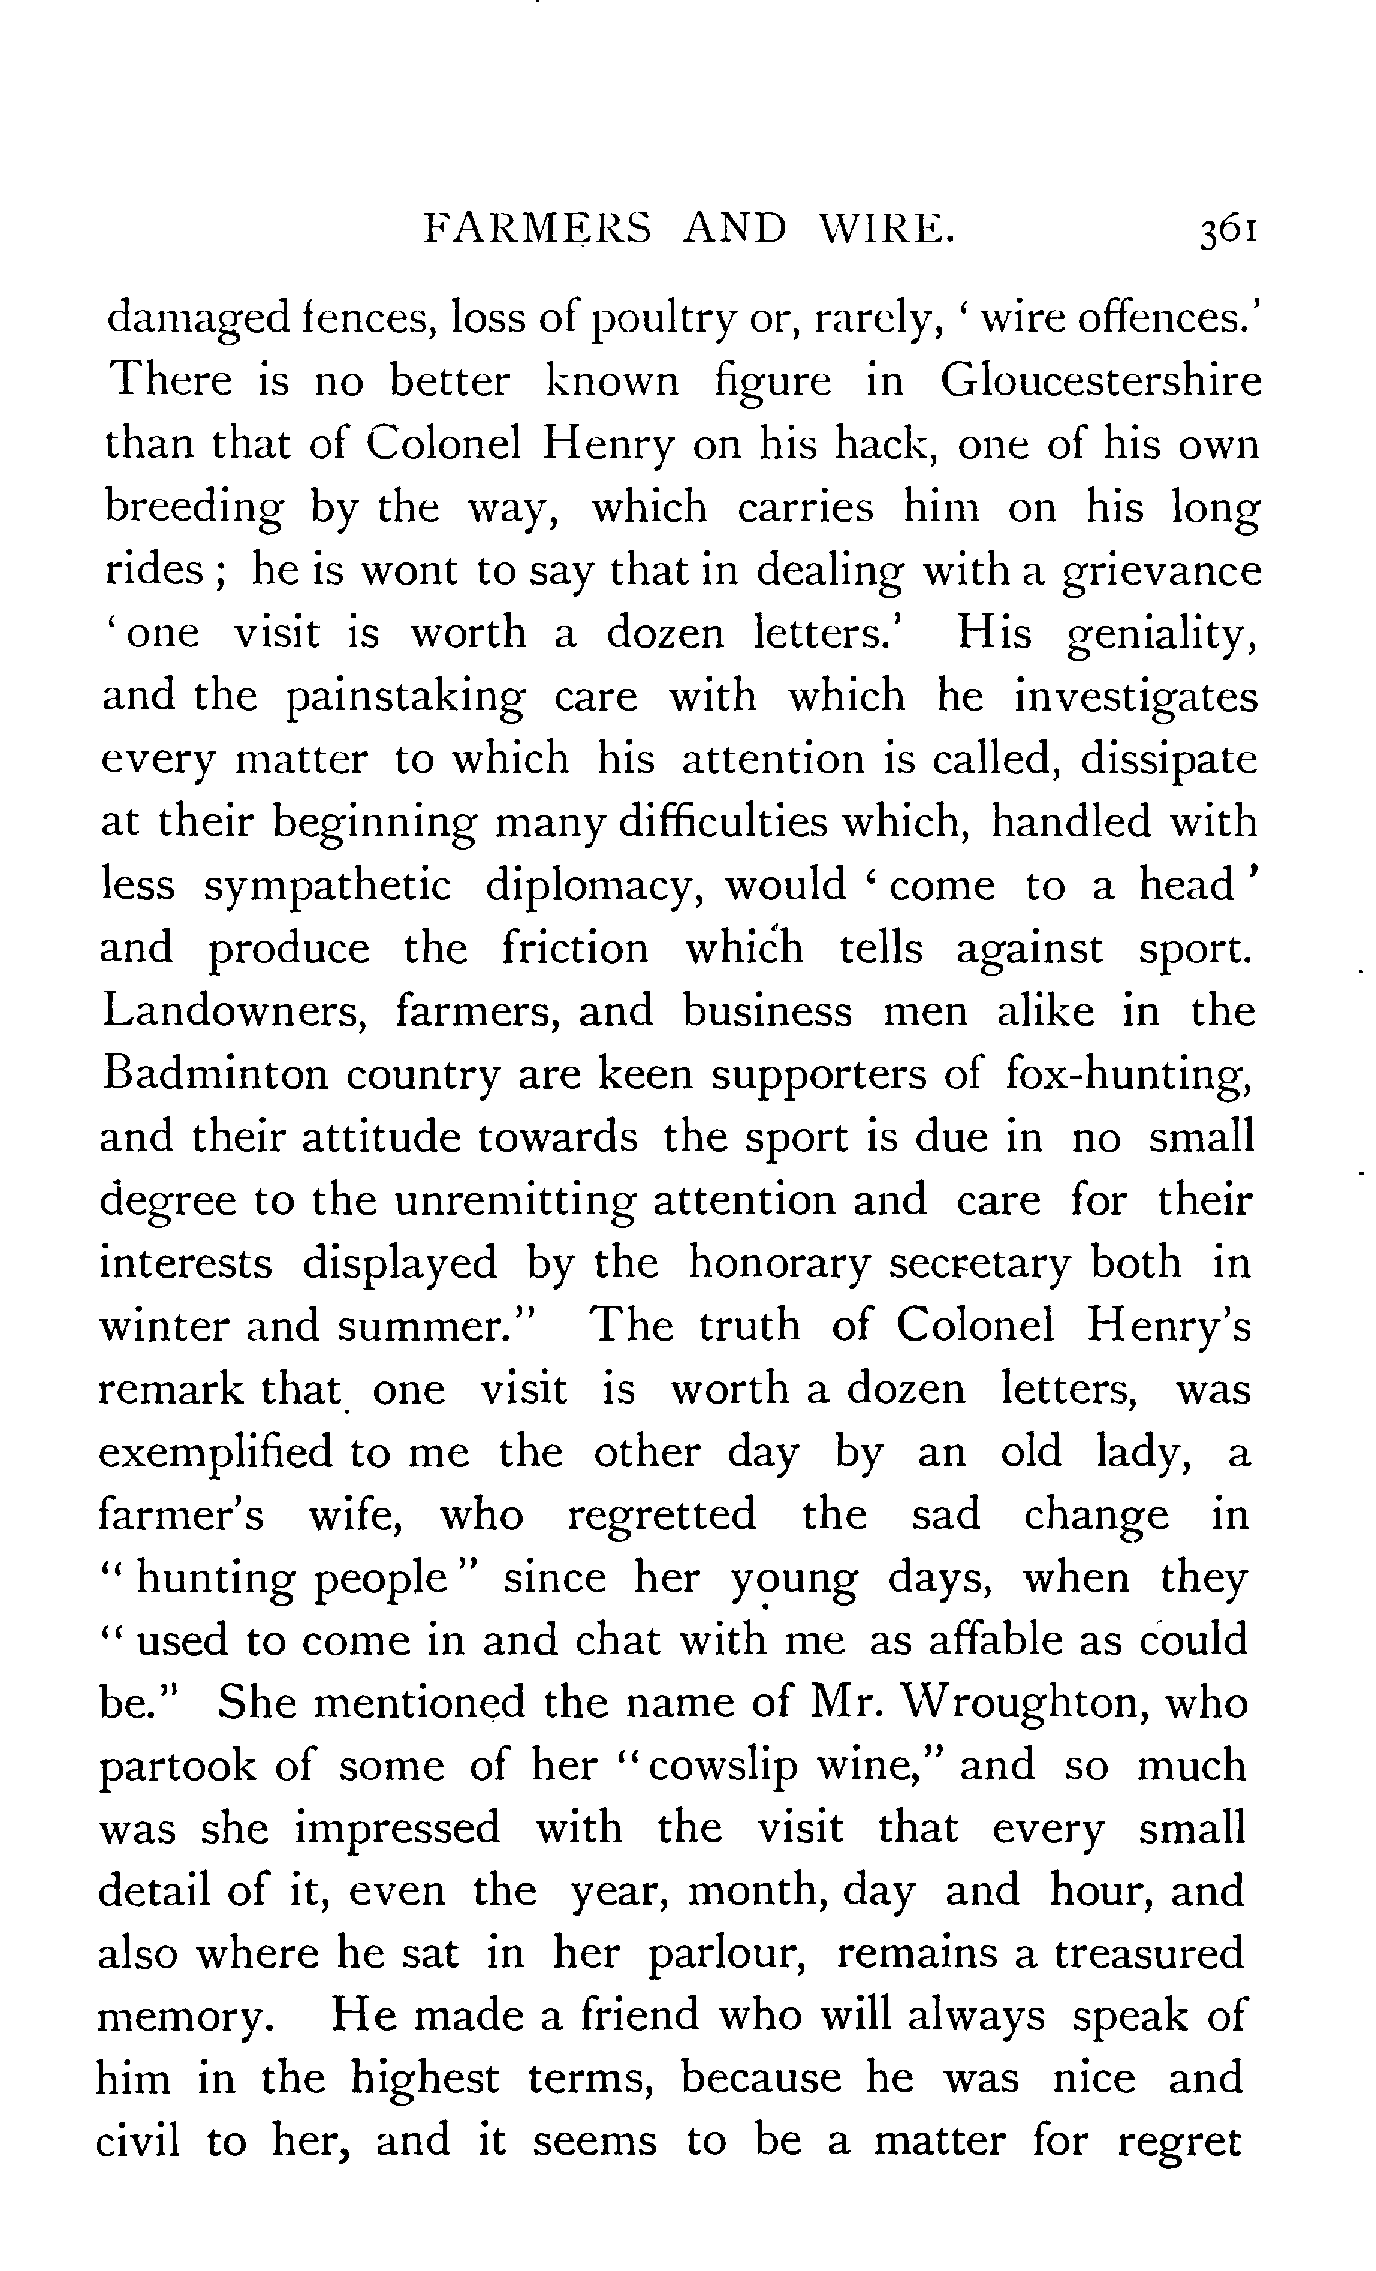 FARMERS AND WIRE. 361
damaged fences, loss of poultry or, rarely, ‘ wire offences.’
There is no better known figure in Gloucestershire
than that of Colonel Henry on his hack, one of his own
breeding by the way, which carries him on his long
rides ; he is wont to say that in dealing with a grievance
‘ one visit is worth a dozen letters.’ His geniality,
and the painstaking care with which he investigates
every matter to which his attention is called, dissipate
at their beginning many difficulties which, handled with
less sympathetic diplomacy, would ‘ come to a head ’
and produce the friction which tells against sport.
Landowners, farmers, and business men alike in the
Badminton country are keen supporters of fox-hunting,
and their attitude towards the sport is due in no small
degree to the unremitting attention and care for their
interests displayed by the honorary secretary both in
winter and summer.” The truth of Colonel Henry’s
remark that one visit is worth a dozen letters, was
exemplified to me the other day by an old lady, a
farmer’s wife, who regretted the sad change in
“ hunting people ” since her young days, when they
“ used to come in and chat with me as affable as could
be.” She mentioned the name of Mr. Wroughton, who
partook of some of her “ cowslip wine,” and so much
was she impressed with the visit that every small
detail of it, even the year, month, day and hour, and
also where he sat in her parlour, remains a treasured
memory. He made a friend who will always speak of
him in the highest terms, because he was nice and
civil to her, and it seems to be a matter for regret